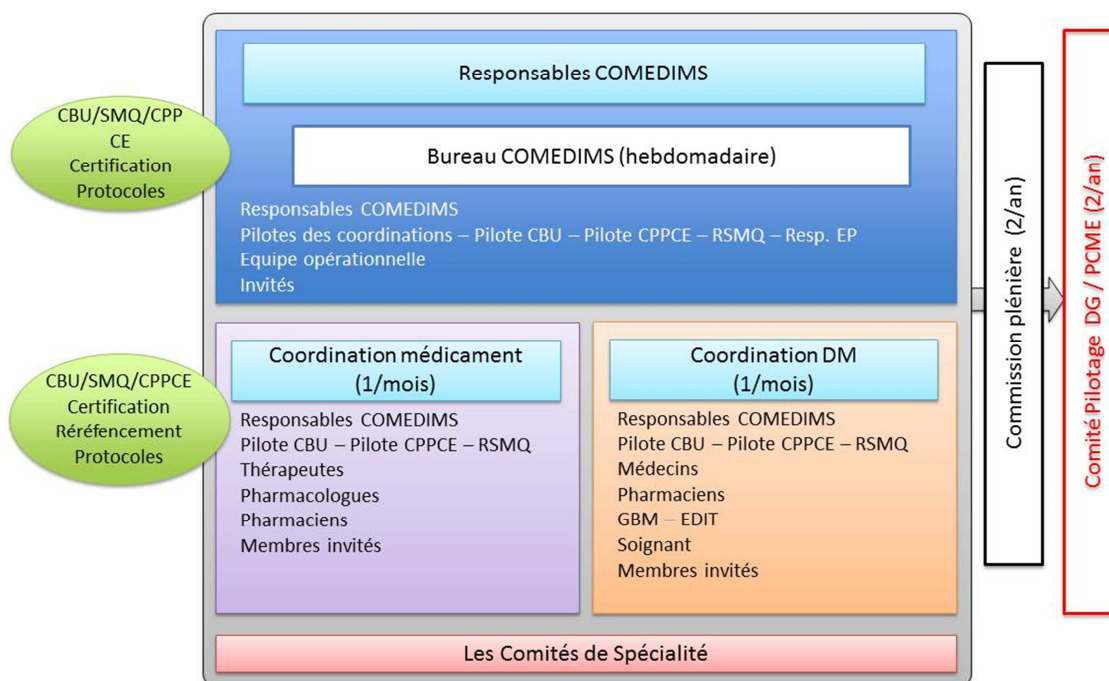 Responsables COMEDIMS
CBU/SMQ/CPP
CE
Certification
Protocoles
Bureau COMEDIMS (hebdomadaire)
Responsables COMEDIMS
Pilotes des coordinations – Pilote CBU – Pilote CPPCE – RSMQ – Resp. EP
Equipe opérationnelle
Invités
CBU/SMQ/CPPCE
Certification
Réréfencement
Protocoles
Coordination médicament
(1/mois)
Responsables COMEDIMS
Pilote CBU – Pilote CPPCE – RSMQ
Thérapeutes
Pharmacologues
Pharmaciens
Membres invités
Coordination DM
(1/mois)
Responsables COMEDIMS
Pilote CBU – Pilote CPPCE – RSMQ
Médecins
Pharmaciens
GBM – EDIT
Soignant
Membres invités
Les Comités de Spécialité
Commission plénière (2/an)
Comité Pilotage DG / PCME (2/an)